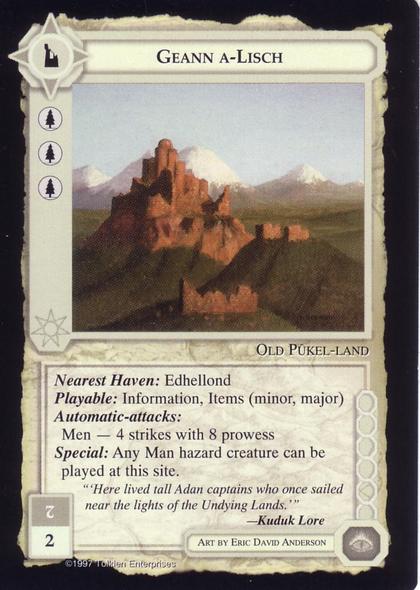 GEANN A-LISCH
OLD PÛKEL-LAND
Nearest Haven: Edhellond
Playable: Information, Items (minor, major)
Automatic-attacks:
Men — 4 strikes with 8 prowess
Special: Any Man hazard creature can be
played at this site.
“‘Here lived tall Adan captains who once sailed
near the lights of the Undying Lands.’”
—Kuduk Lore
2
2
ART BY ERIC DAVID ANDERSON
©1997 Tolkien Enterprises